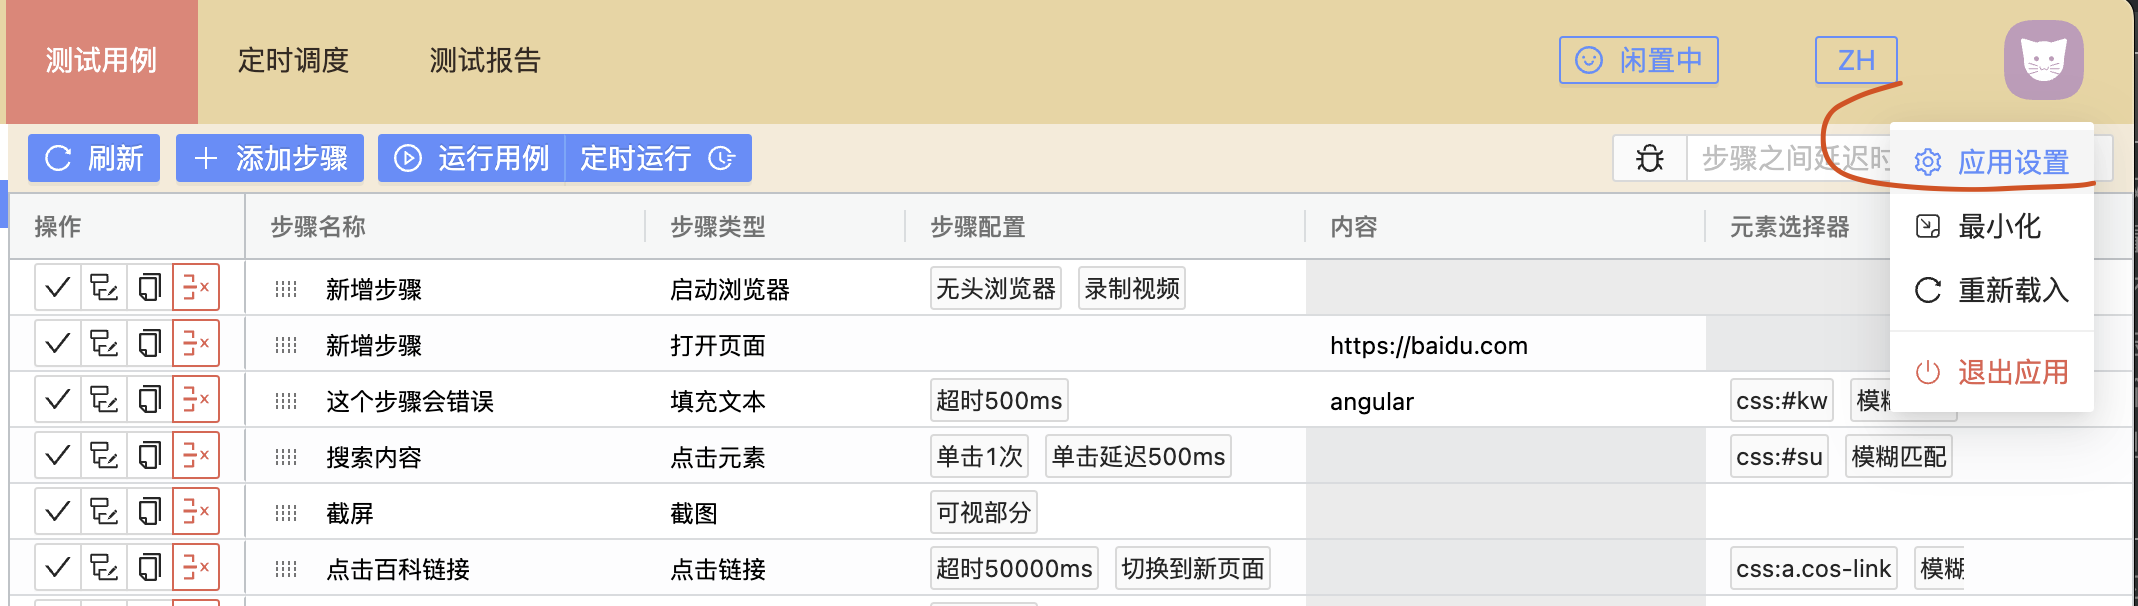 测试用例 定时调度 测试报告 闲置中 ZH
刷新 添加步骤 运行用例 定时运行 步骤之间延迟时 应用设置
操作 步骤名称 步骤类型 步骤配置 内容 元素选择器 最小化
新增步骤 启动浏览器 无头浏览器 录制视频 重新载入
新增步骤 打开页面 https://baidu.com
退出应用
这个步骤会错误 填充文本 超时500ms angular css:#kw 模糊
搜索内容 点击元素 单击1次 单击延迟500ms css:#su 模糊匹配
截屏 截图 可视部分
点击百科链接 点击链接 超时50000ms 切换到新页面 css:a.cos-link 模糊